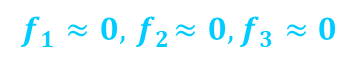 f₁ ≈ 0, f₂ ≈ 0, f₃ ≈ 0